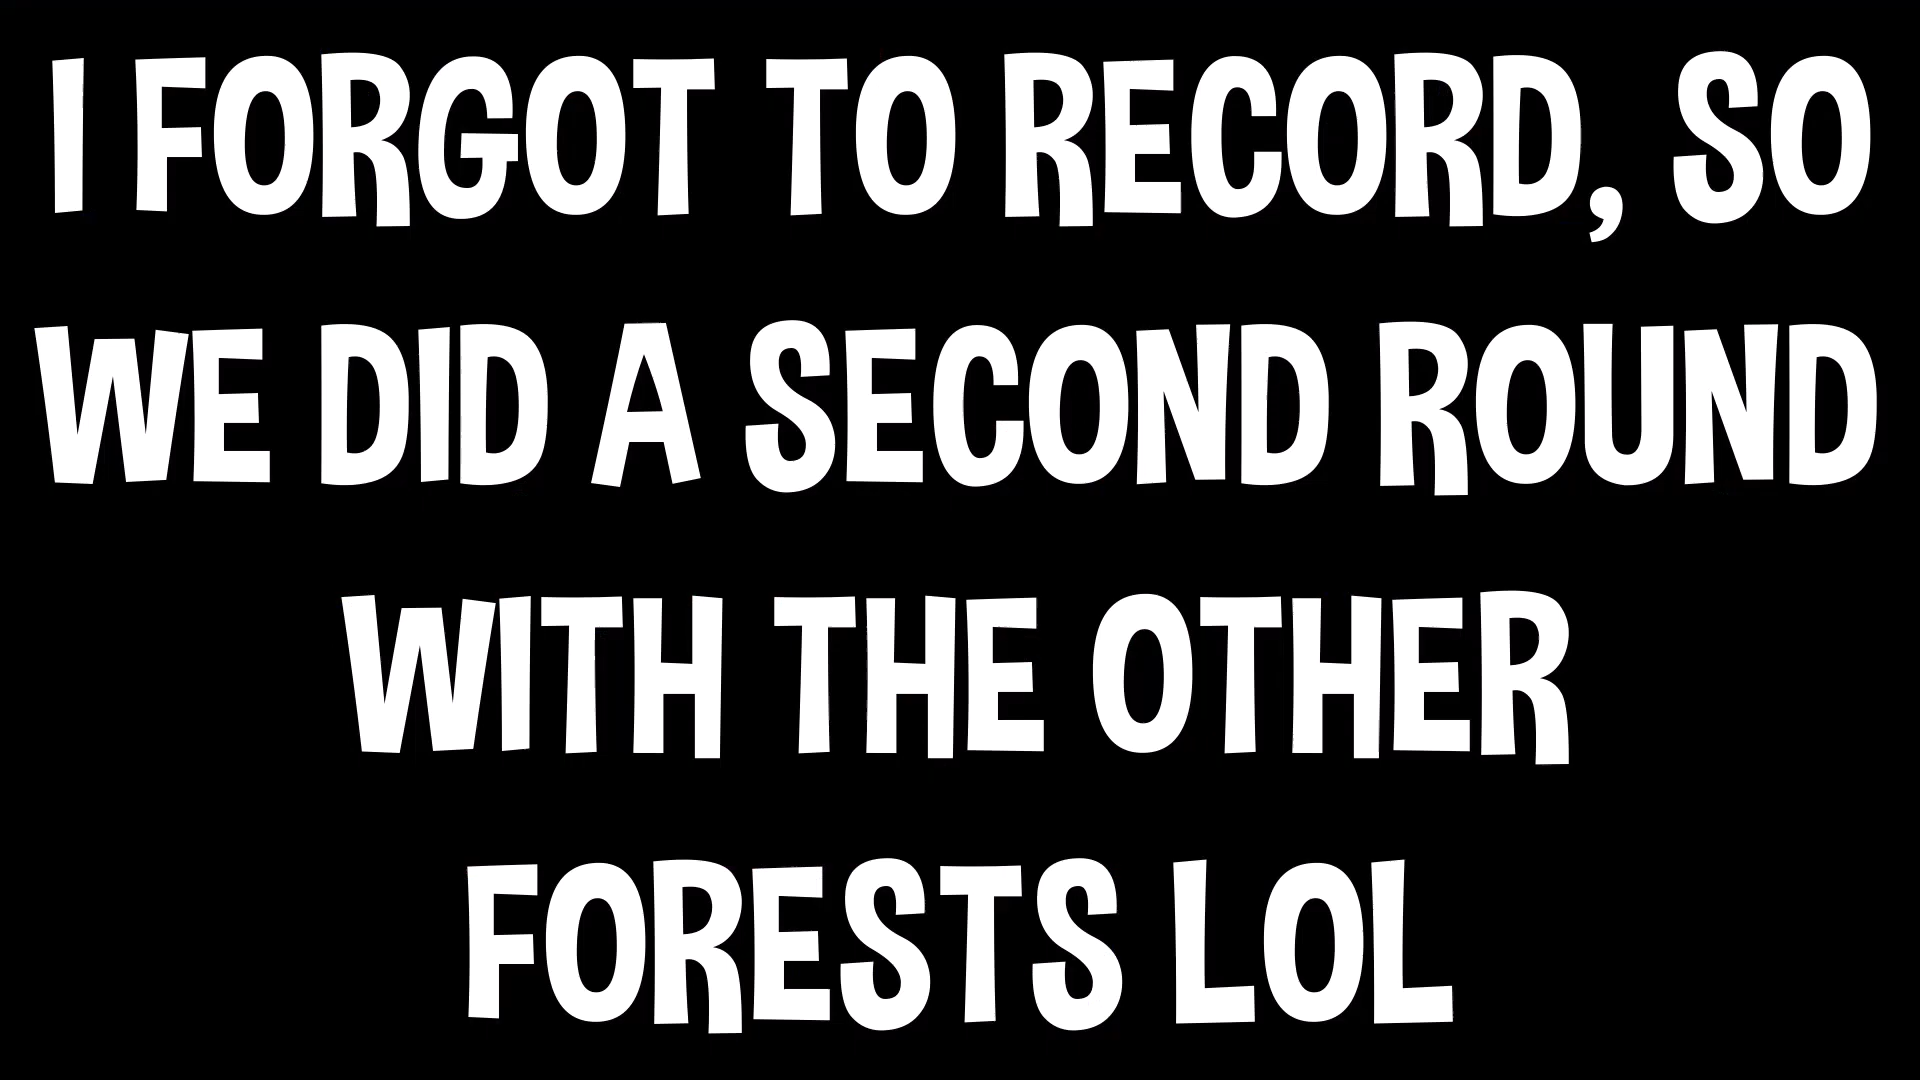 I FORGOT TO RECORD, SO
WE DID A SECOND ROUND
WITH THE OTHER
FORESTS LOL